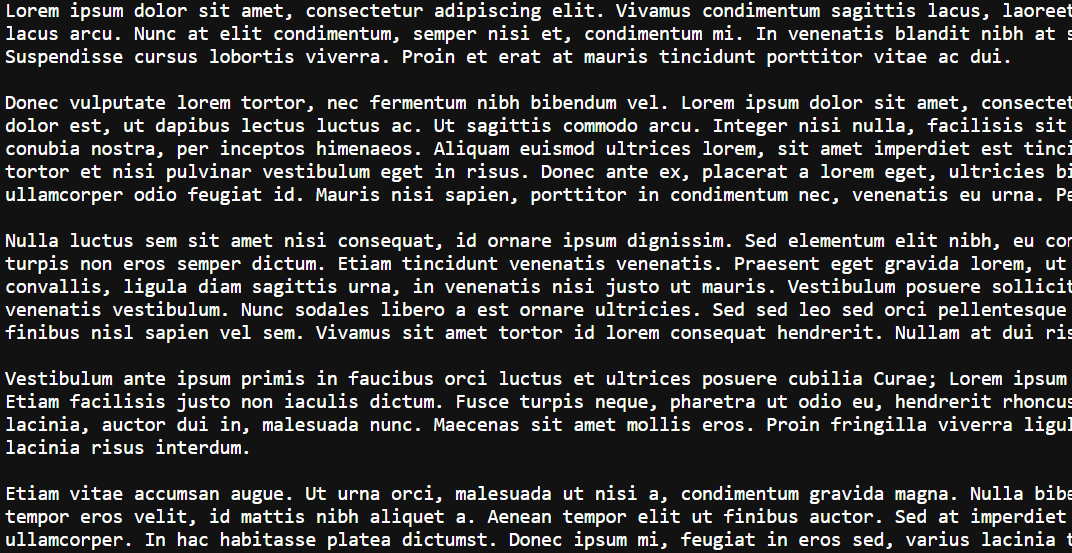 Lorem ipsum dolor sit amet, consectetur adipiscing elit. Vivamus condimentum sagittis lacus, laoreet
lacus arcu. Nunc at elit condimentum, semper nisi et, condimentum mi. In venenatis blandit nibh at
Suspendisse cursus lobortis viverra. Proin et erat at mauris tincidunt porttitor vitae ac dui.

Donec vulputate lorem tortor, nec fermentum nibh bibendum vel. Lorem ipsum dolor sit amet, consectet
dolor est, ut dapibus lectus luctus ac. Ut sagittis commodo arcu. Integer nisi nulla, facilisis sit
conubia nostra, per inceptos himenaeos. Aliquam euismod ultrices lorem, sit amet imperdiet est tinci
tortor et nisi pulvinar vestibulum eget in risus. Donec ante ex, placerat a lorem eget, ultricies bi
ullamcorper odio feugiat id. Mauris nisi sapien, porttitor in condimentum nec, venenatis eu urna. Pe

Nulla luctus sem sit amet nisi consequat, id ornare ipsum dignissim. Sed elementum elit nibh, eu con
turpis non eros semper dictum. Etiam tincidunt venenatis venenatis. Praesent eget gravida lorem, ut
convallis, ligula diam sagittis urna, in venenatis nisi justo ut mauris. Vestibulum posuere sollicit
venenatis vestibulum. Nunc sodales libero a est ornare ultricies. Sed sed leo sed orci pellentesque
finibus nisl sapien vel sem. Vivamus sit amet tortor id lorem consequat hendrerit. Nullam at dui ris

Vestibulum ante ipsum primis in faucibus orci luctus et ultrices posuere cubilia Curae; Lorem ipsum
Etiam facilisis justo non iaculis dictum. Fusce turpis neque, pharetra ut odio eu, hendrerit rhoncus
lacinia, auctor dui in, malesuada nunc. Maecenas sit amet mollis eros. Proin fringilla viverra ligul
lacinia risus interdum.

Etiam vitae accumsan augue. Ut urna orci, malesuada ut nisi a, condimentum gravida magna. Nulla bibe
tempor eros velit, id mattis nibh aliquet a. Aenean tempor elit ut finibus auctor. Sed at imperdiet
ullamcorper. In hac habitasse platea dictumst. Donec ipsum mi, feugiat in eros sed, varius lacinia t